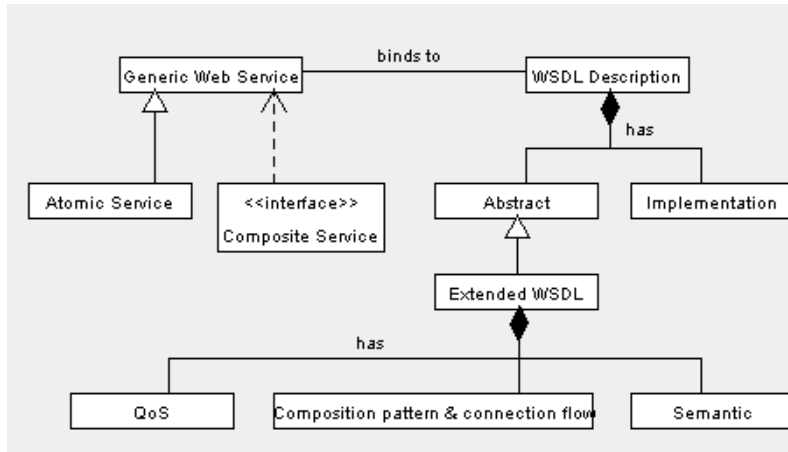 binds to
Generic Web Service
WSDL Description
has
Atomic Service
<<interface>>
Composite Service
Abstract
Implementation
Extended WSDL
has
QoS
Composition pattern & connection flow
Semantic